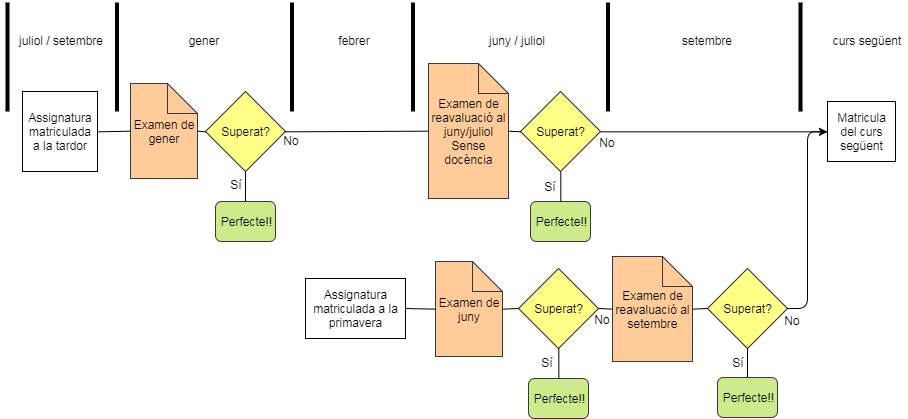 juliol / setembre
gener
febrer
juny / juliol
setembre
curs següent
Assignatura
matriculada
a la tardor
Examen de
gener
Superat?
No
Sí
Perfecte!!
Examen de
reavaluació al
juny/juliol
Sense
docència
Superat?
No
Sí
Perfecte!!
Matricula
del curs
següent
Assignatura
matriculada a la
primavera
Examen de
juny
Superat?
No
Sí
Perfecte!!
Examen de
reavaluació al
setembre
Superat?
No
Sí
Perfecte!!